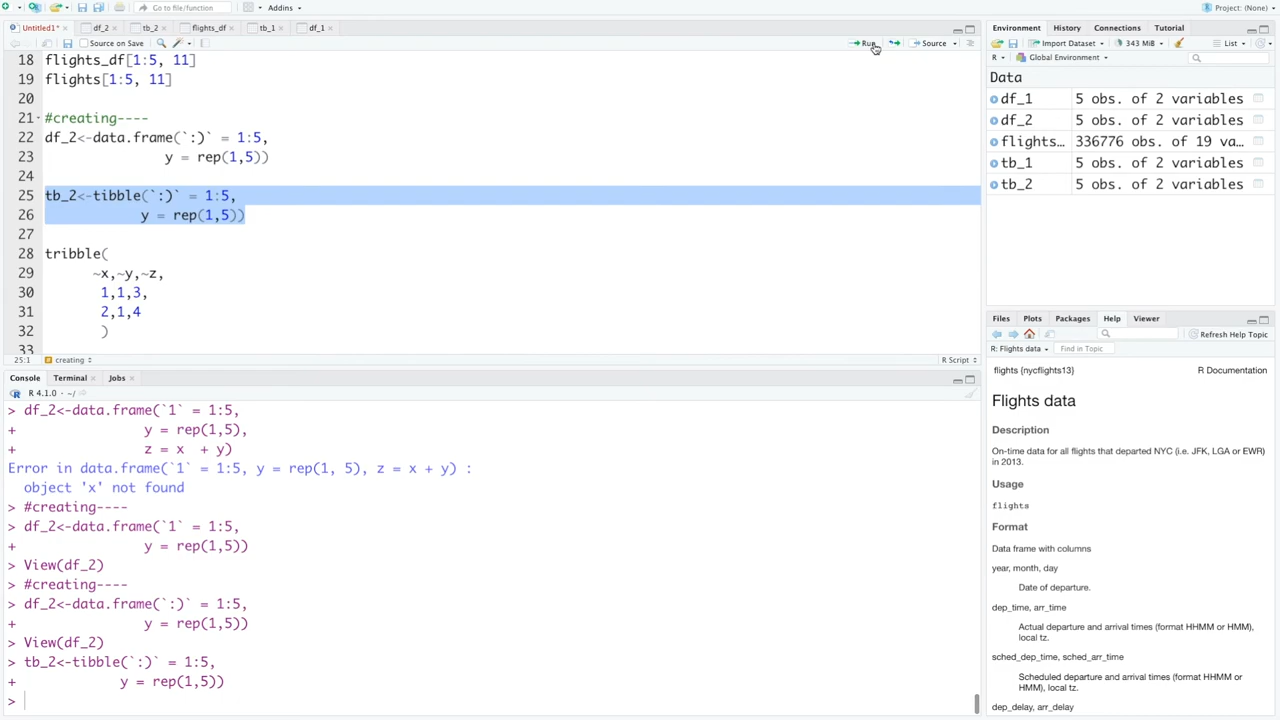 Go to file/function
Addins
Project: (None)
Untitled1*
df_2
tb_2
flights_df
tb_1
df_1
Source on Save
Run
Source
18 flights_df[1:5, 11]
19 flights[1:5, 11]
20
21 #creating----
22 df_2<-data.frame(`:)` = 1:5,
23 y = rep(1,5))
24
25 tb_2<-tibble(`:)` = 1:5,
26 y = rep(1,5))
27
28 tribble(
29 ~x,~y,~z,
30 1,1,3,
31 2,1,4
32 )
33
25:1 creating R Script
Console Terminal Jobs
R 4.1.0 · ~/
> df_2<-data.frame(`1` = 1:5,
+ y = rep(1,5),
+ z = x + y)
Error in data.frame(`1` = 1:5, y = rep(1, 5), z = x + y) :
object 'x' not found
> #creating----
> df_2<-data.frame(`1` = 1:5,
+ y = rep(1,5))
> View(df_2)
> #creating----
> df_2<-data.frame(`:)` = 1:5,
+ y = rep(1,5))
> View(df_2)
> tb_2<-tibble(`:)` = 1:5,
+ y = rep(1,5))
>
Environment History Connections Tutorial
Import Dataset 343 MiB List
R Global Environment
Data
df_1 5 obs. of 2 variables
df_2 5 obs. of 2 variables
flights… 336776 obs. of 19 va…
tb_1 5 obs. of 2 variables
tb_2 5 obs. of 2 variables
Files Plots Packages Help Viewer
Refresh Help Topic
R: Flights data Find in Topic
flights {nycflights13} R Documentation
Flights data
Description
On-time data for all flights that departed NYC (i.e. JFK, LGA or EWR)
in 2013.
Usage
flights
Format
Data frame with columns
year, month, day
Date of departure.
dep_time, arr_time
Actual departure and arrival times (format HHMM or HMM),
local tz.
sched_dep_time, sched_arr_time
Scheduled departure and arrival times (format HHMM or
HMM), local tz.
dep_delay, arr_delay